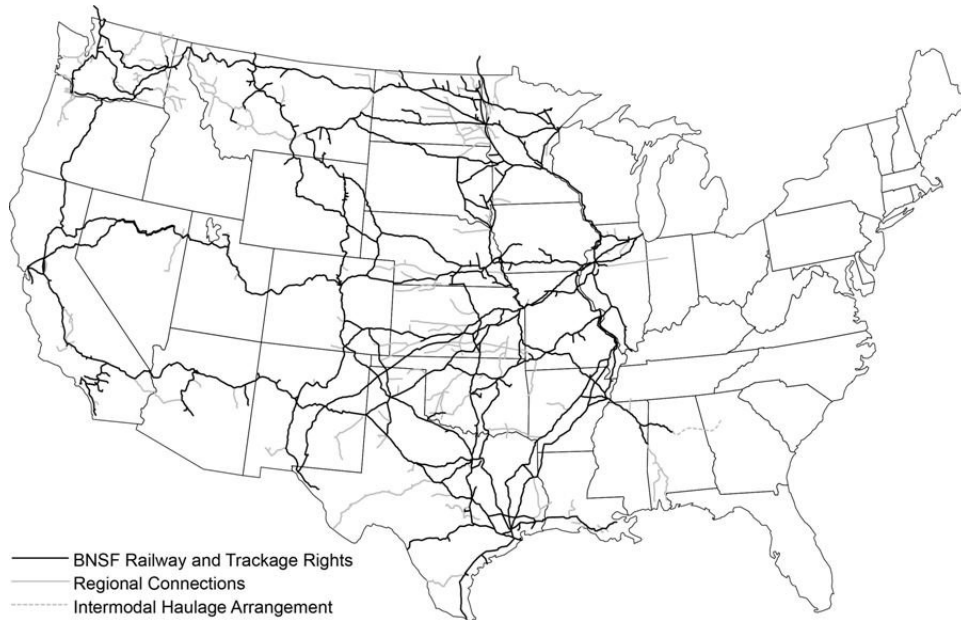 BNSF Railway and Trackage Rights
Regional Connections
Intermodal Haulage Arrangement